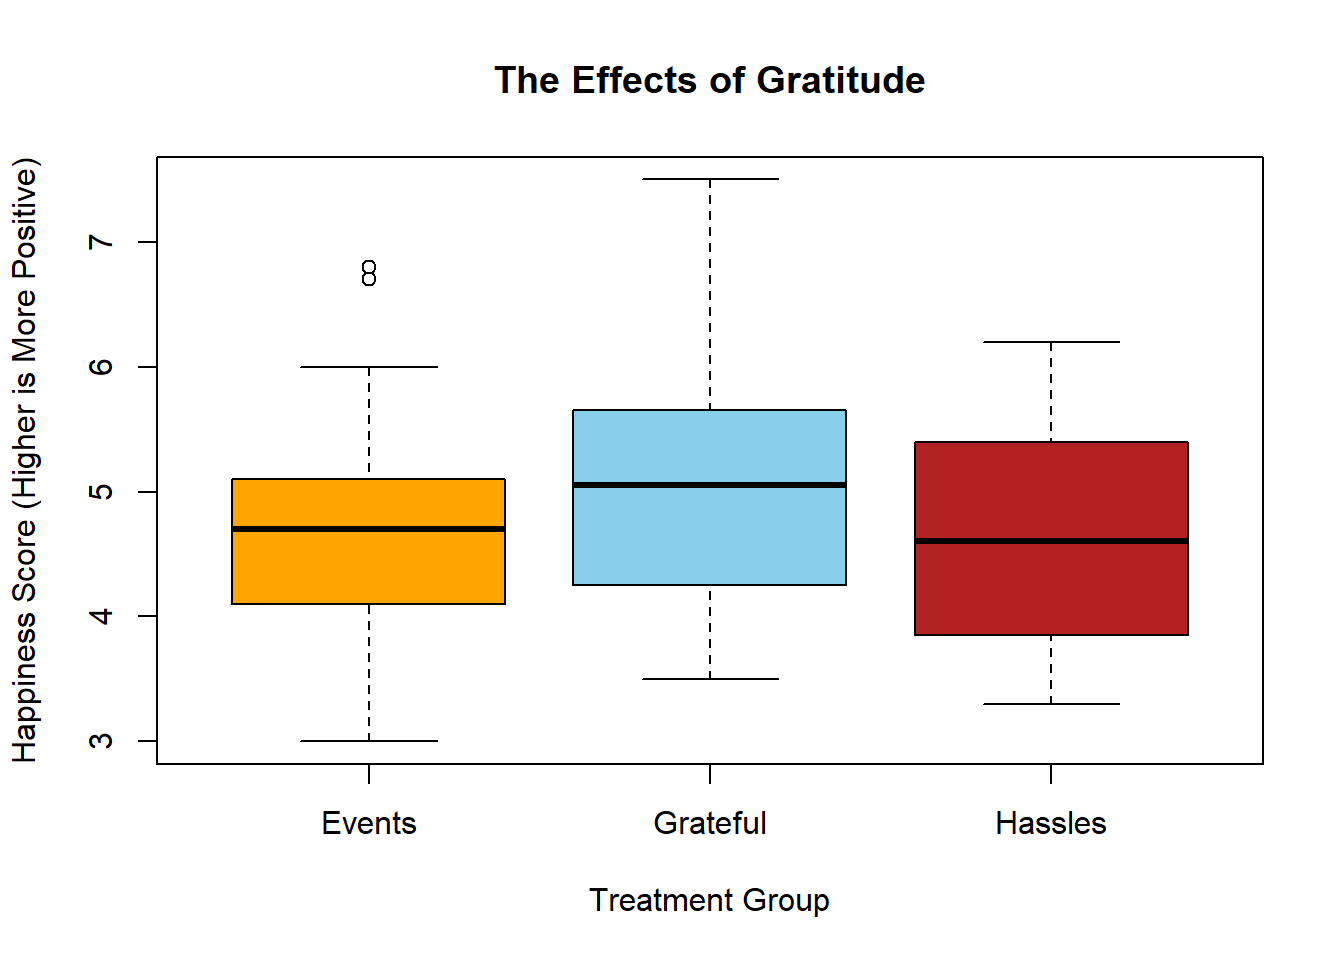 The Effects of Gratitude
Happiness Score (Higher is More Positive)
7
6
5
4
3
Events
Grateful
Hassles
Treatment Group